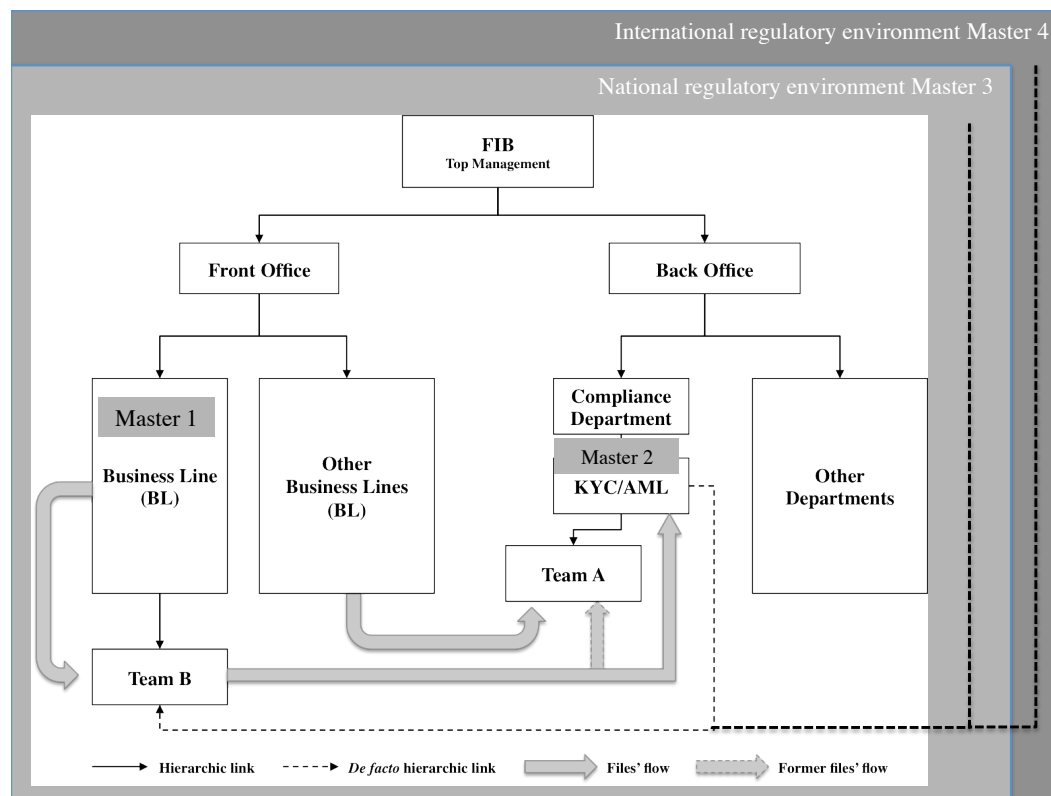 International regulatory environment Master 4
National regulatory environment Master 3
FIB
Top Management
Front Office
Back Office
Master 1
Business Line
(BL)
Other
Business Lines
(BL)
Compliance
Department
Master 2
KYC/AML
Other
Departments
Team A
Team B
Hierarchic link
De facto hierarchic link
Files' flow
Former files' flow